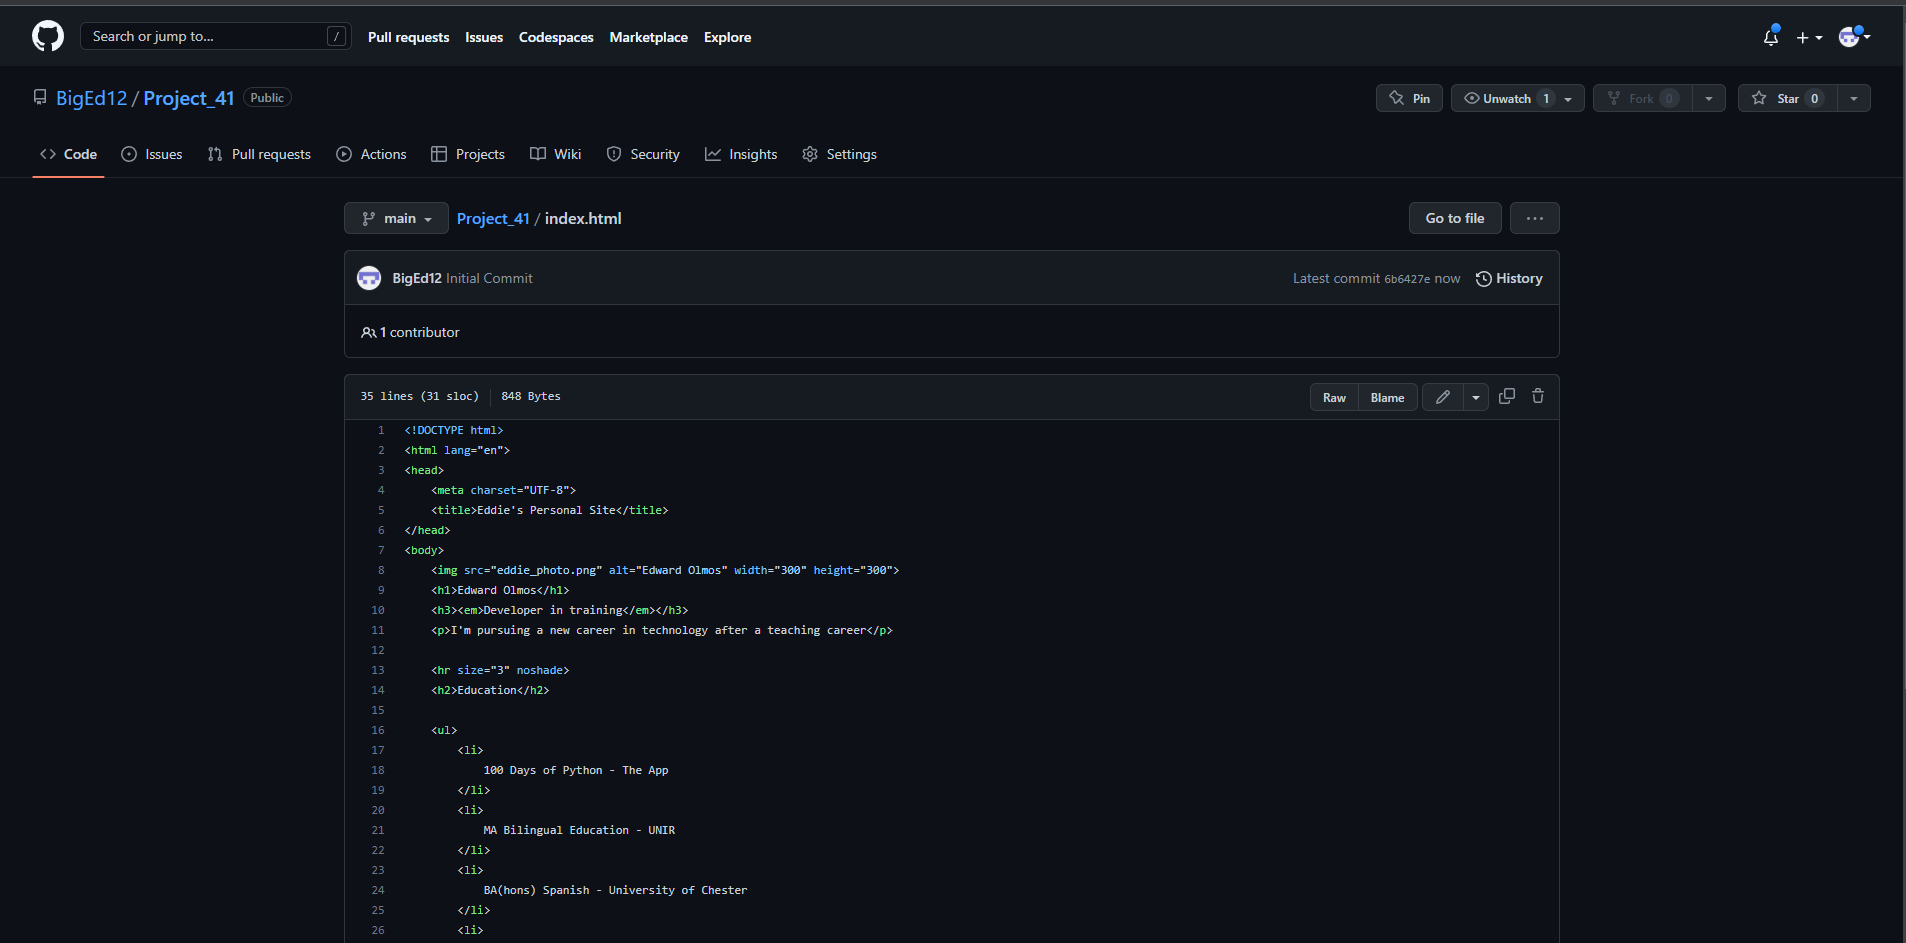 Search or jump to... /
Pull requests Issues Codespaces Marketplace Explore
BigEd12 / Project_41 Public
Pin Unwatch 1 Fork 0 Star 0
Code Issues Pull requests Actions Projects Wiki Security Insights Settings
main Project_41 / index.html
Go to file ...
BigEd12 Initial Commit
Latest commit 6b6427e now History
1 contributor
35 lines (31 sloc) 848 Bytes
Raw Blame
1 <!DOCTYPE html>
2 <html lang="en">
3 <head>
4 <meta charset="UTF-8">
5 <title>Eddie's Personal Site</title>
6 </head>
7 <body>
8 <img src="eddie_photo.png" alt="Edward Olmos" width="300" height="300">
9 <h1>Edward Olmos</h1>
10 <h3><em>Developer in training</em></h3>
11 <p>I'm pursuing a new career in technology after a teaching career</p>
12
13 <hr size="3" noshade>
14 <h2>Education</h2>
15
16 <ul>
17 <li>
18 100 Days of Python - The App
19 </li>
20 <li>
21 MA Bilingual Education - UNIR
22 </li>
23 <li>
24 BA(hons) Spanish - University of Chester
25 </li>
26 <li>